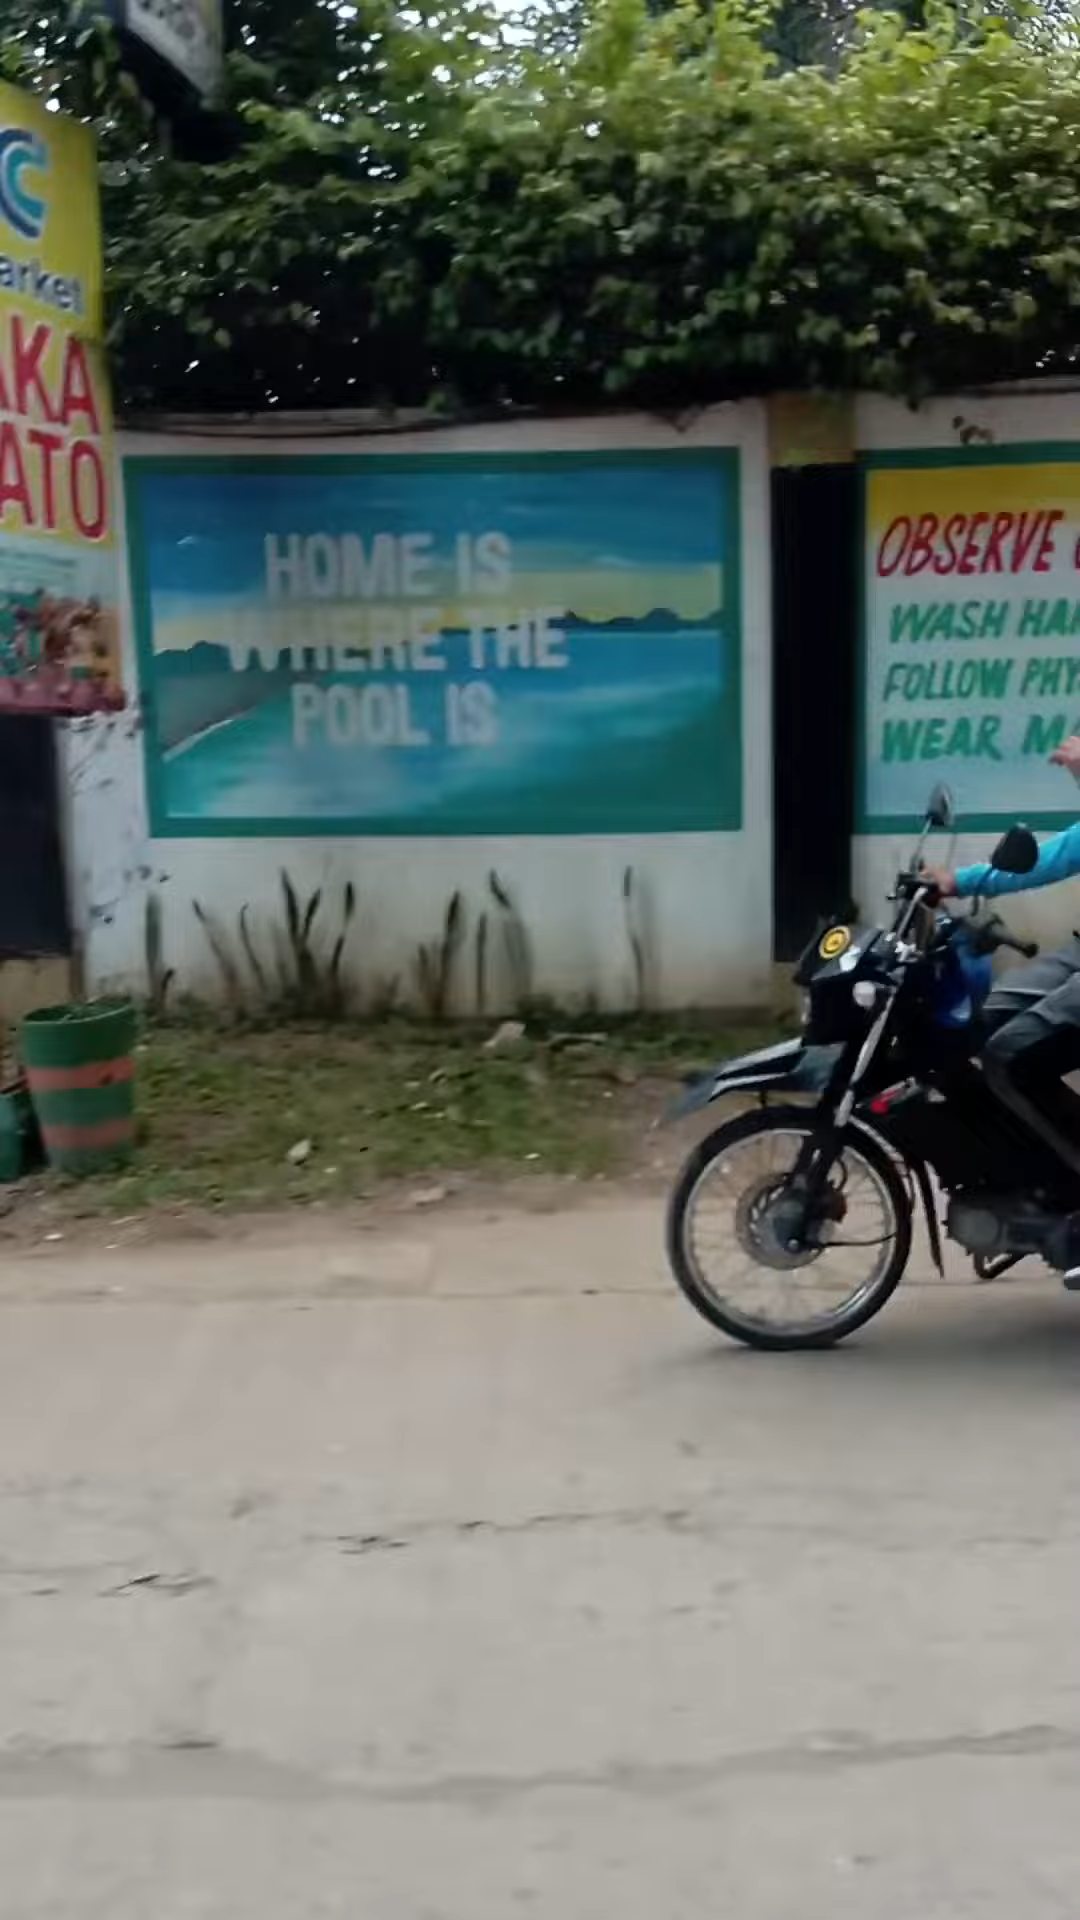 C
arket
AKA
ATO
HOME IS
WHERE THE
POOL IS
OBSERVE
WASH HA
FOLLOW PHY
WEAR M